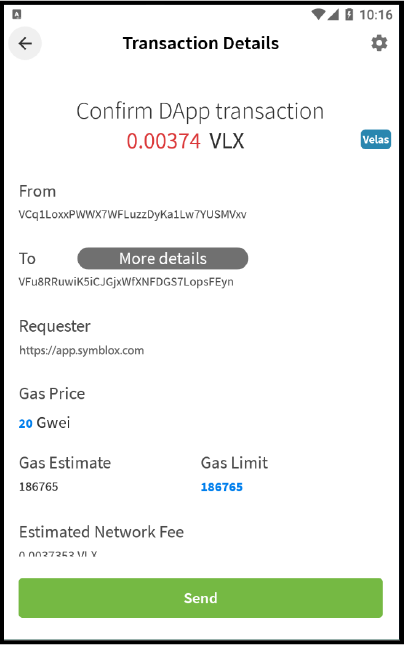 10:16
Transaction Details
Confirm DApp transaction
0.00374 VLX
Velas
From
VCq1LoxxPWWX7WFLuzzDyKa1Lw7YUSMVxv
To More details
VFu8RRuwiK5iCJGjxWfXNFDGS7LopsFEyn
Requester
https://app.symblox.com
Gas Price
20 Gwei
Gas Estimate Gas Limit
186765 186765
Estimated Network Fee
0.0037353 VLX
Send